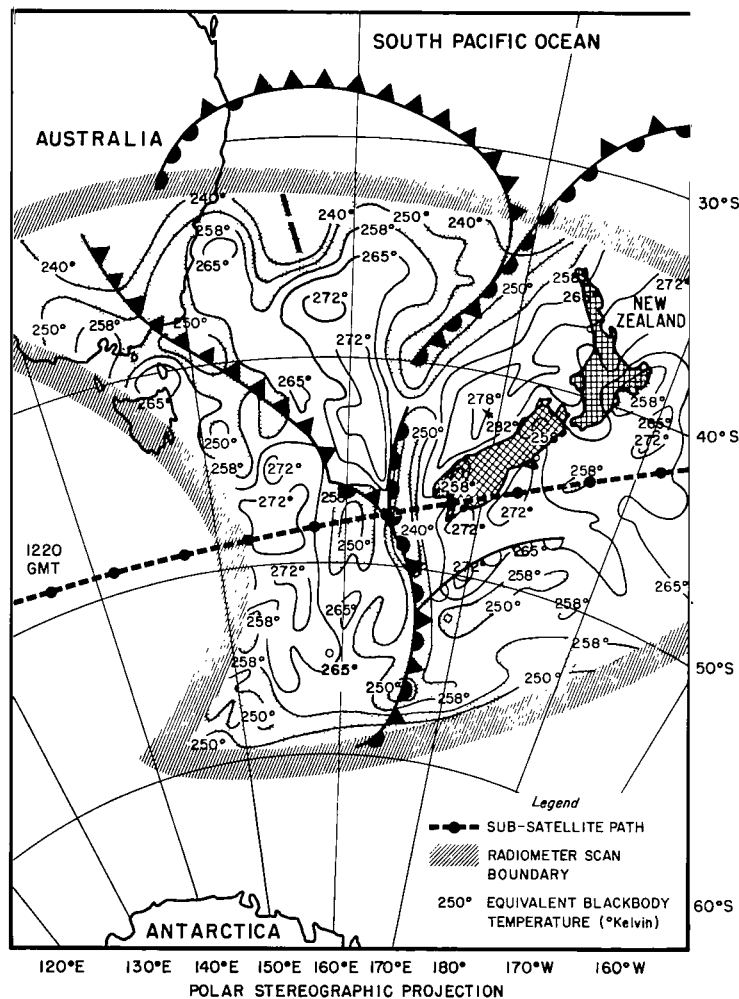 SOUTH PACIFIC OCEAN
AUSTRALIA
30°S
240°
258°
265°
240°
258°
250°
240°
265°
240°
250°
258°
272°
NEW
ZEALAND
250°
258°
250°
272°
272°
265°
265°
278°
282°
258°
265°
272°
40°S
250°
250°
258°
272°
272°
258°
258°
272°
272°
240°
250°
1220
GMT
272°
265°
258°
250°
258°
265°
258°
265°
258°
258°
265°
250°
258°
250°
50°S
250°
250°
Legend
SUB-SATELLITE PATH
RADIOMETER SCAN
BOUNDARY
250° EQUIVALENT BLACKBODY
TEMPERATURE (°Kelvin)
60°S
ANTARCTICA
120°E 130°E 140°E 150°E 160°E 170°E 180° 170°W 160°W
POLAR STEREOGRAPHIC PROJECTION